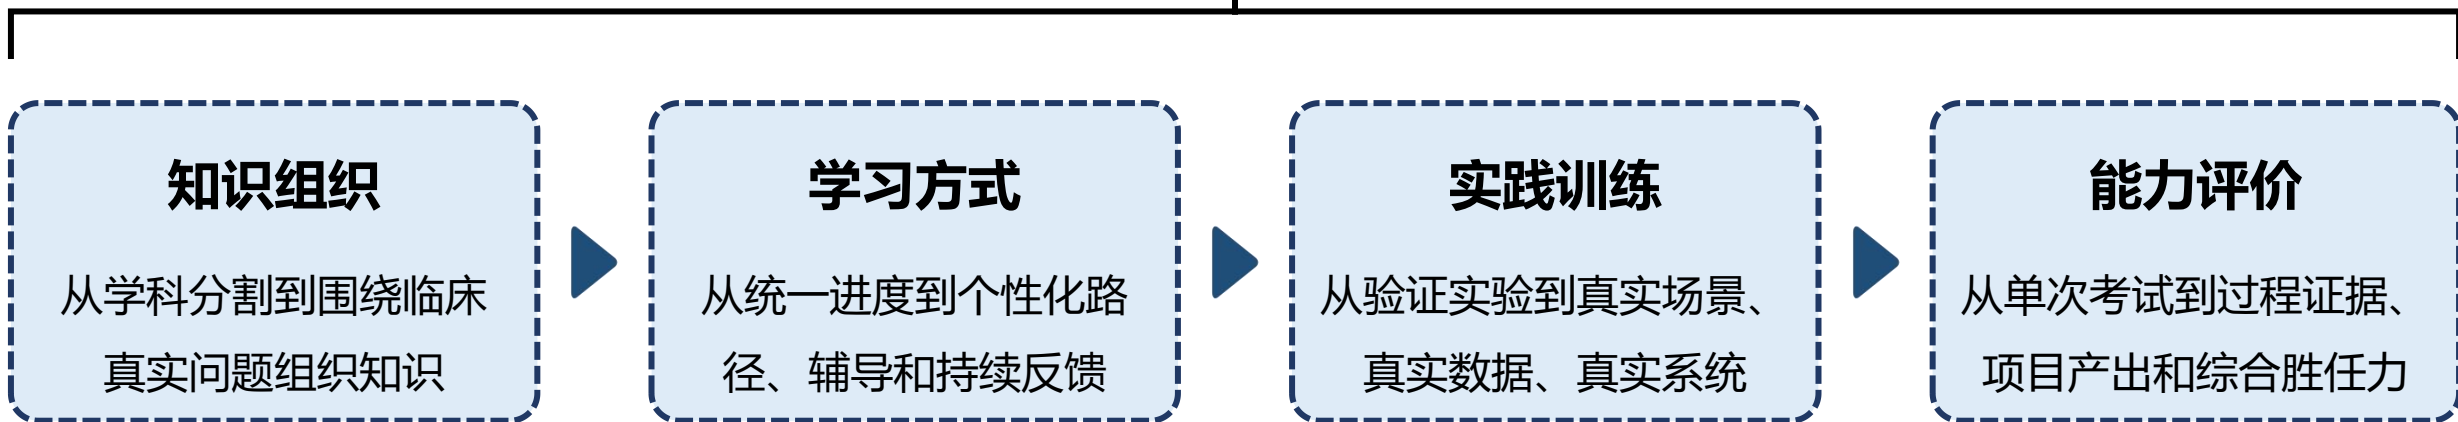 知识组织
从学科分割到围绕临床
真实问题组织知识
学习方式
从统一进度到个性化路
径、辅导和持续反馈
实践训练
从验证实验到真实场景、
真实数据、真实系统
能力评价
从单次考试到过程证据、
项目产出和综合胜任力